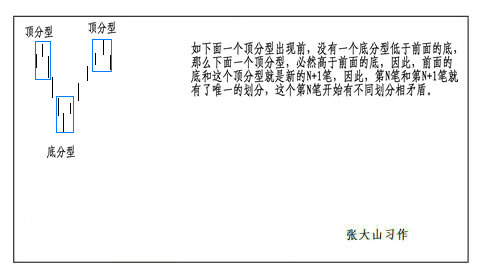 顶分型
顶分型
如下面一个顶分型出现前，没有一个底分型低于前面的底，
那么下面一个顶分型，必然高于前面的底，因此，前面的
底和这个顶分型就是新的N+1笔，因此，第N笔和第N+1笔就
有了唯一的划分，这个第N笔开始有不同划分相矛盾。
底分型
张大山习作